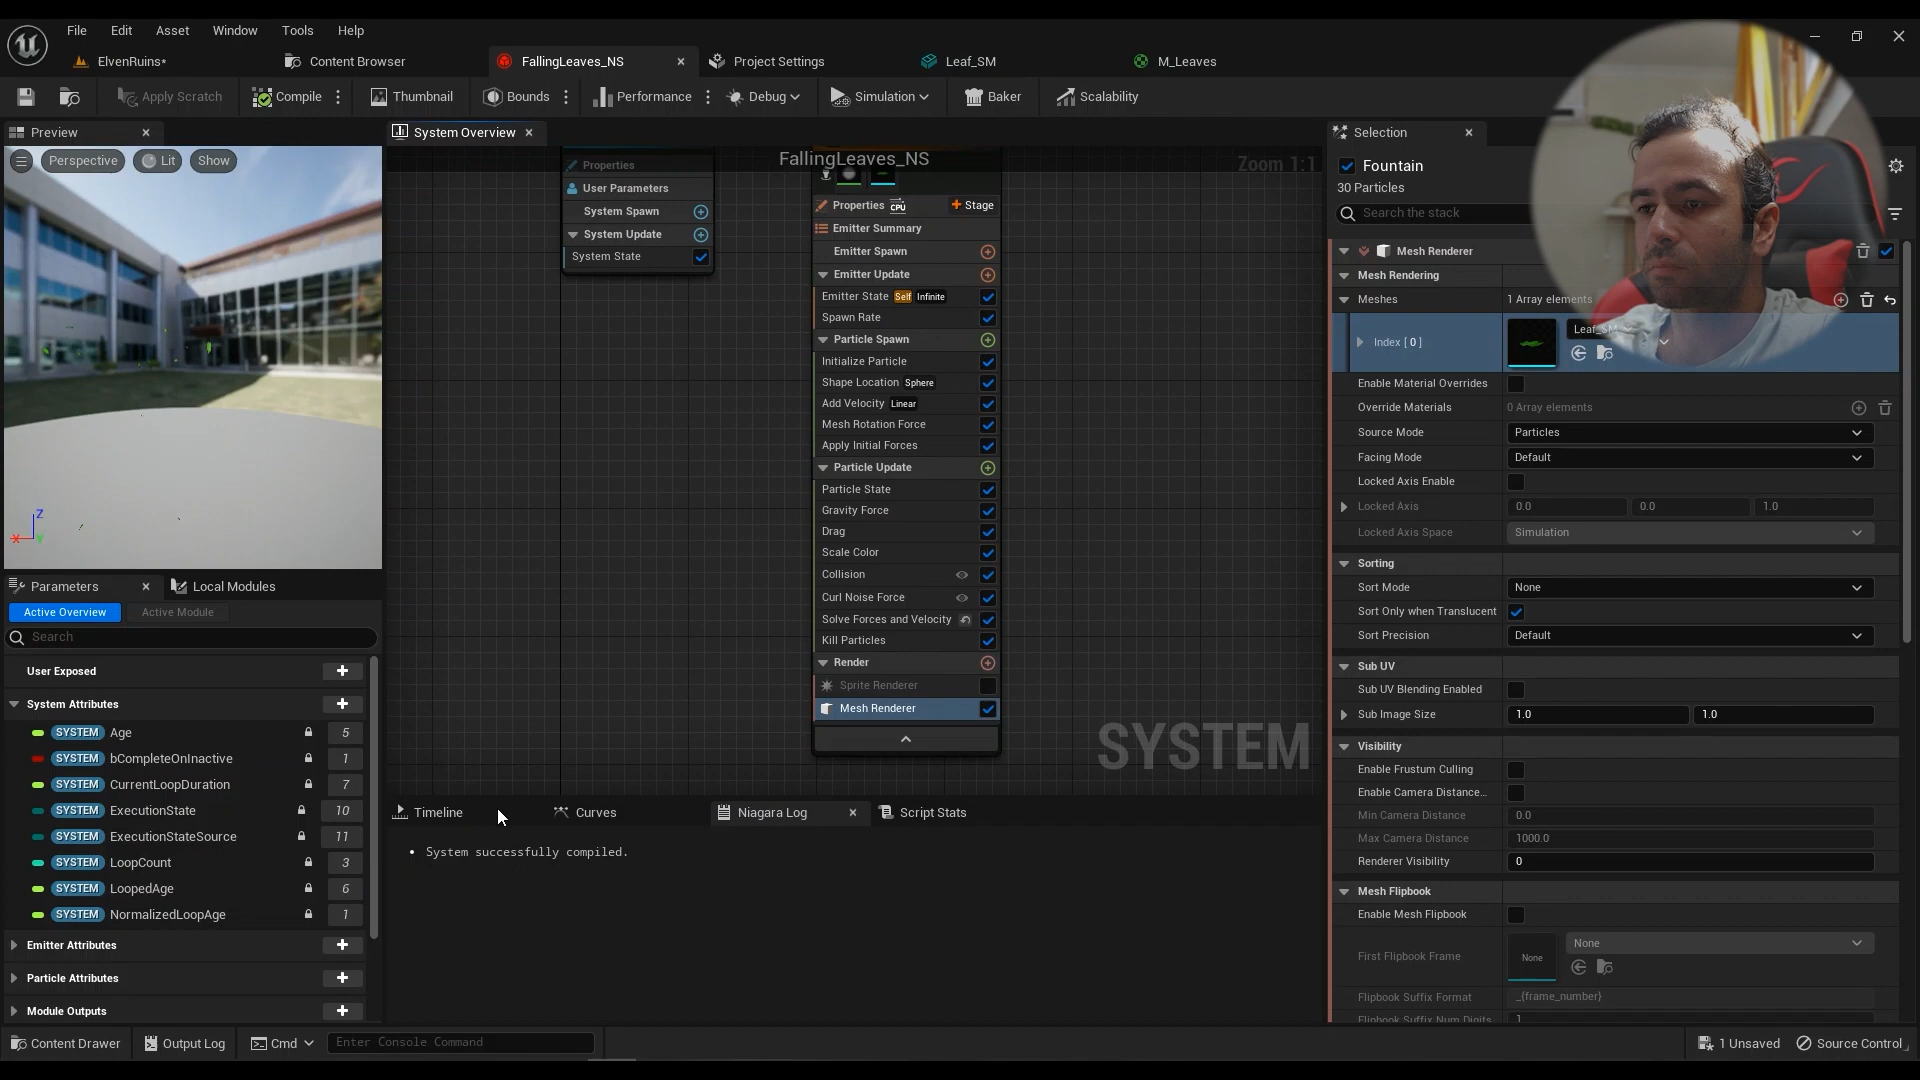 File Edit Asset Window Tools Help
ElvenRuins* Content Browser FallingLeaves_NS Project Settings Leaf_SM M_Leaves
Apply Scratch Compile Thumbnail Bounds Performance Debug Simulation Baker Scalability
Preview
Perspective Lit Show
Z
X
Y
Parameters Local Modules
Active Overview Active Module
Search
User Exposed
System Attributes
SYSTEM Age 5
SYSTEM bCompleteOnInactive 1
SYSTEM CurrentLoopDuration 7
SYSTEM ExecutionState 10
SYSTEM ExecutionStateSource 11
SYSTEM LoopCount 3
SYSTEM LoopedAge 6
SYSTEM NormalizedLoopAge 1
Emitter Attributes
Particle Attributes
Module Outputs
System Overview
FallingLeaves_NS
Zoom 1:1
Properties
User Parameters
System Spawn
System Update
System State
Properties CPU Stage
Emitter Summary
Emitter Spawn
Emitter Update
Emitter State Self Infinite
Spawn Rate
Particle Spawn
Initialize Particle
Shape Location Sphere
Add Velocity Linear
Mesh Rotation Force
Apply Initial Forces
Particle Update
Particle State
Gravity Force
Drag
Scale Color
Collision
Curl Noise Force
Solve Forces and Velocity
Kill Particles
Render
Sprite Renderer
Mesh Renderer
SYSTEM
Timeline Curves Niagara Log Script Stats
• System successfully compiled.
Selection
Fountain
30 Particles
Search the stack
Mesh Renderer
Mesh Rendering
Meshes 1 Array elements
Index [ 0 ] Leaf_SM
Enable Material Overrides
Override Materials 0 Array elements
Source Mode Particles
Facing Mode Default
Locked Axis Enable
Locked Axis 0.0 0.0 1.0
Locked Axis Space Simulation
Sorting
Sort Mode None
Sort Only when Translucent
Sort Precision Default
Sub UV
Sub UV Blending Enabled
Sub Image Size 1.0 1.0
Visibility
Enable Frustum Culling
Enable Camera Distance...
Min Camera Distance 0.0
Max Camera Distance 1000.0
Renderer Visibility 0
Mesh Flipbook
Enable Mesh Flipbook
First Flipbook Frame None None
Flipbook Suffix Format _{frame_number}
Flipbook Suffix Num Digits 1
Content Drawer Output Log Cmd Enter Console Command 1 Unsaved Source Control